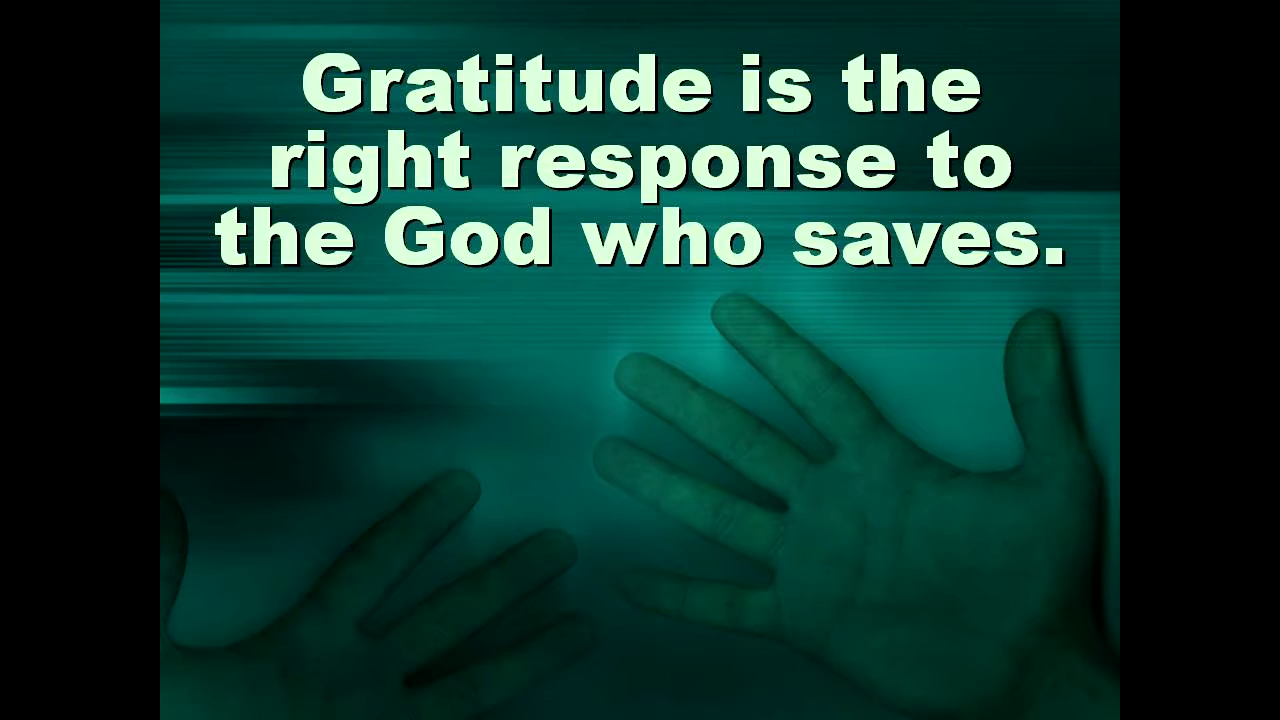 Gratitude is the
right response to
the God who saves.